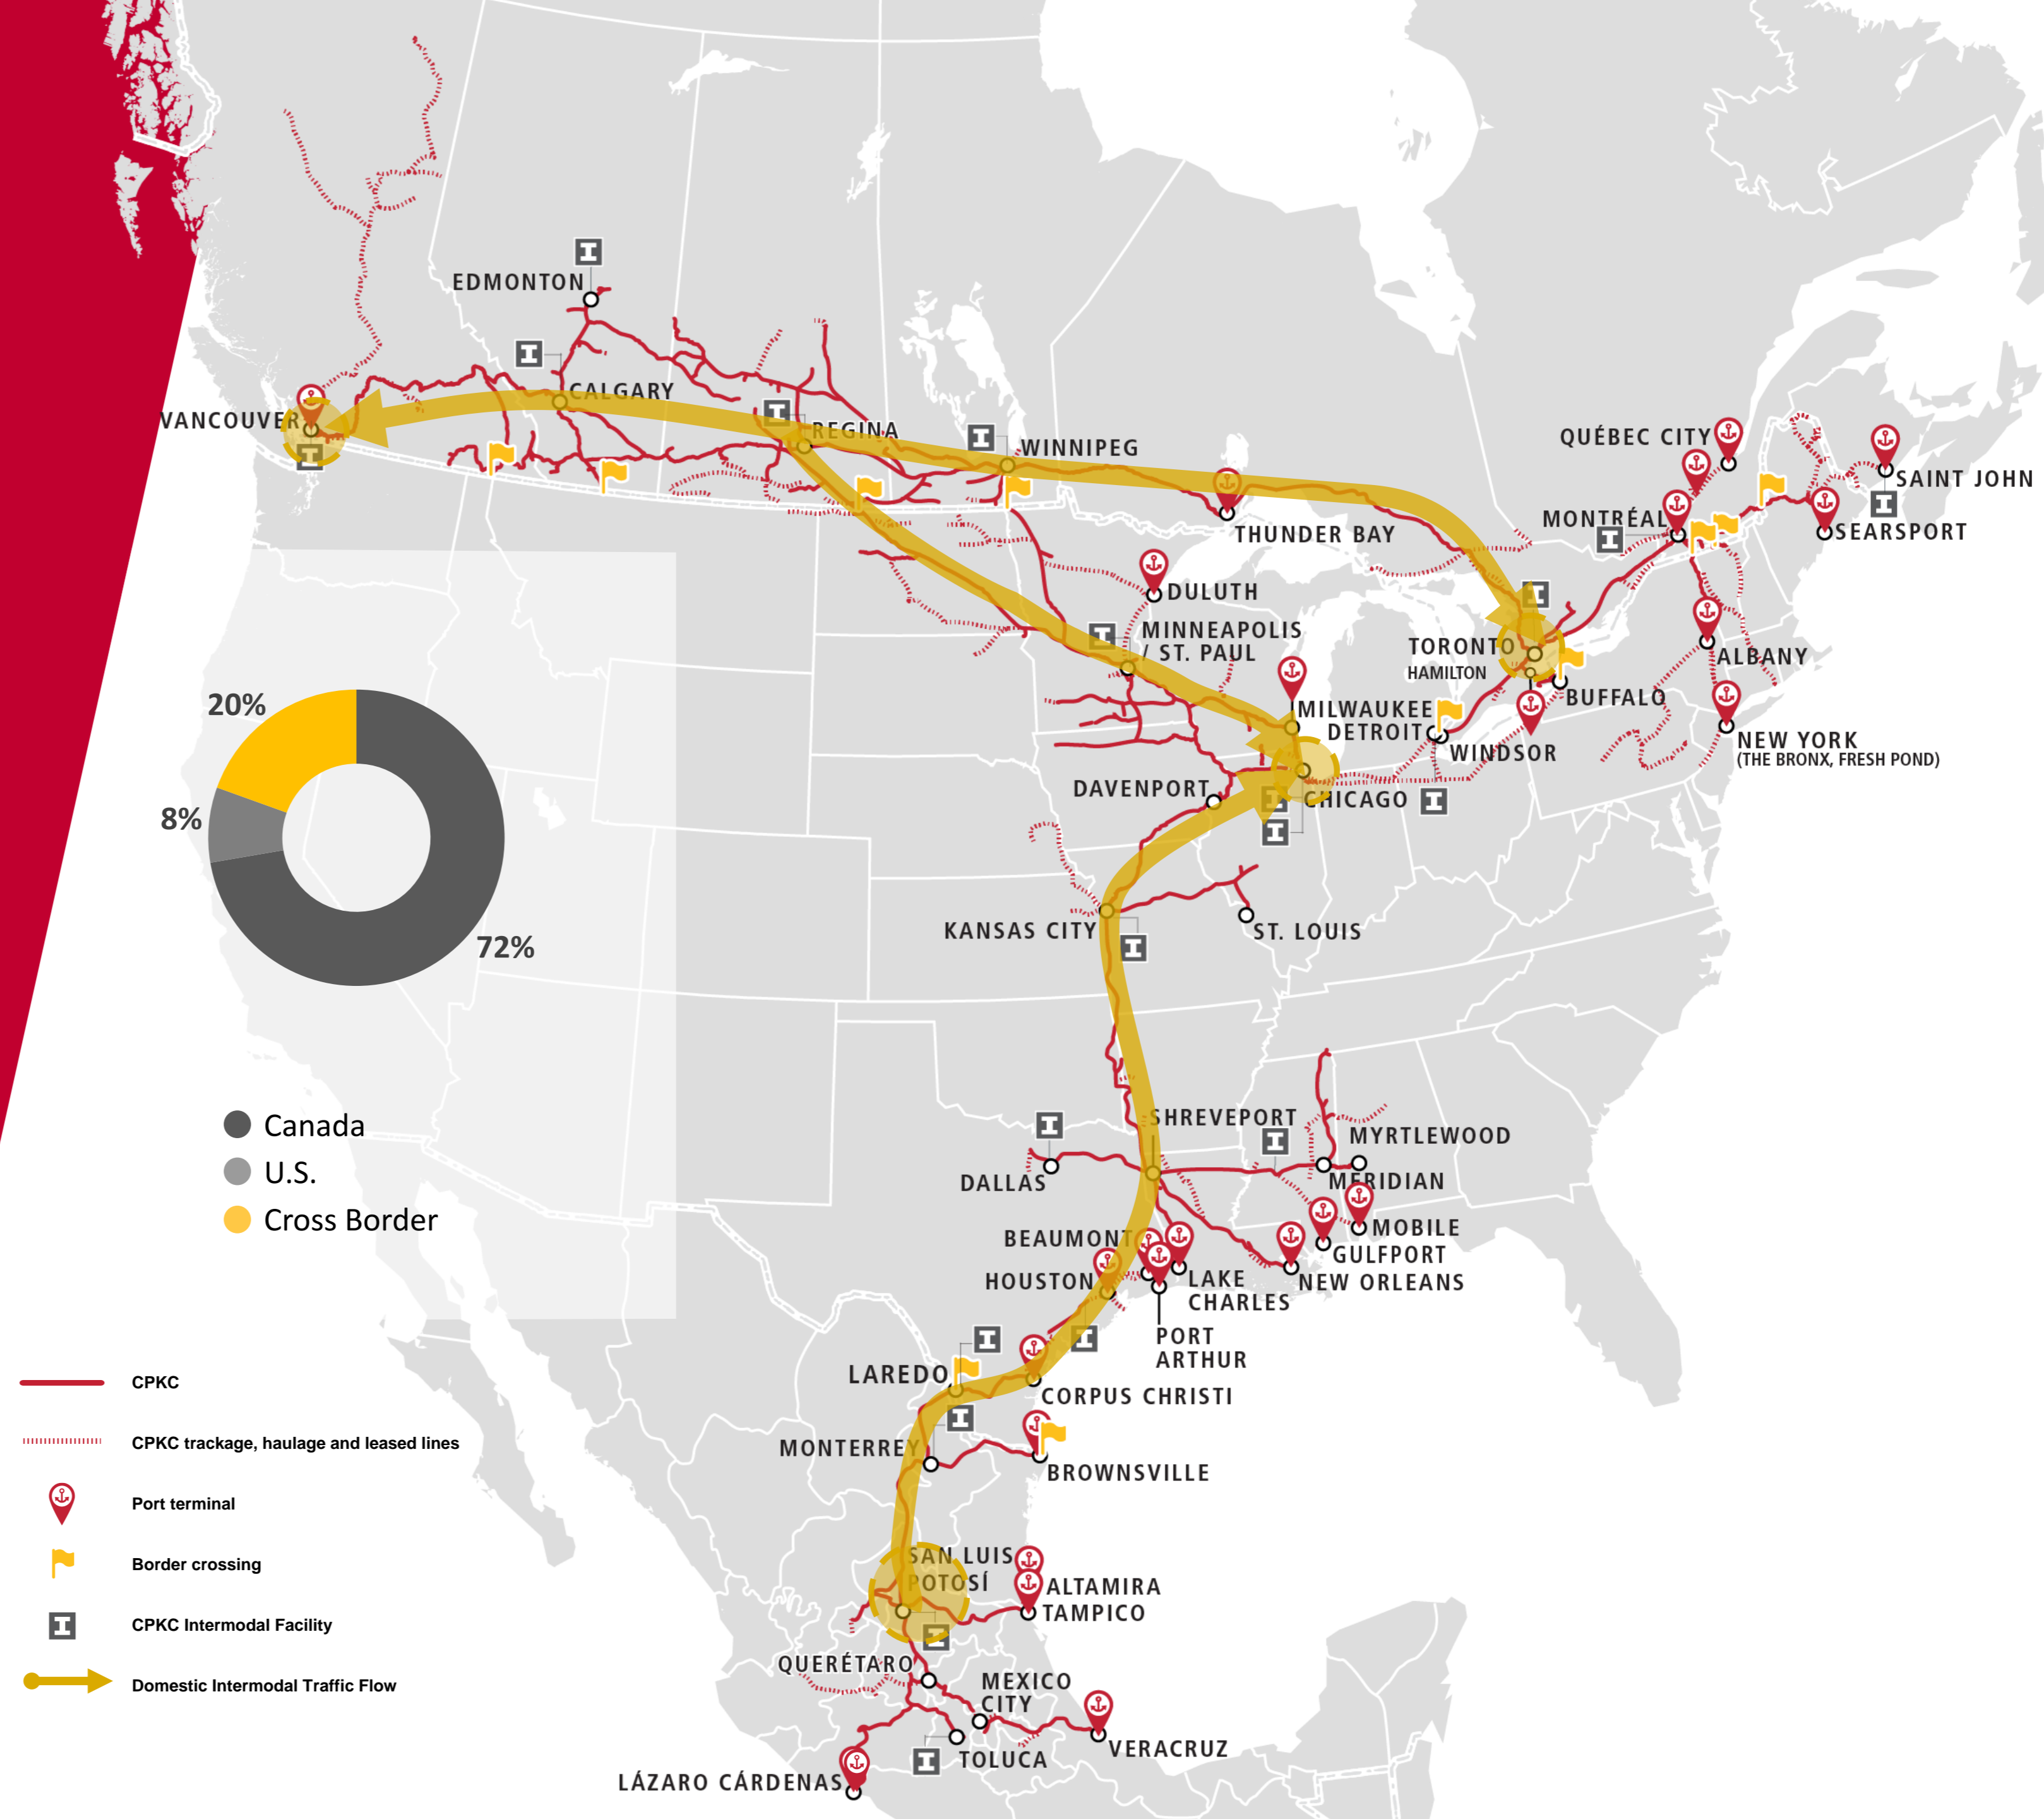 EDMONTON
CALGARY
VANCOUVER
REGINA
WINNIPEG
QUÉBEC CITY
SAINT JOHN
THUNDER BAY
MONTRÉAL
SEARSPORT
DULUTH
MINNEAPOLIS
/ ST. PAUL
TORONTO
HAMILTON
ALBANY
BUFFALO
MILWAUKEE
DETROIT
WINDSOR
NEW YORK
(THE BRONX, FRESH POND)
DAVENPORT
CHICAGO
KANSAS CITY
ST. LOUIS
20%
8%
72%
Canada
U.S.
Cross Border
SHREVEPORT
MYRTLEWOOD
DALLAS
MERIDIAN
BEAUMONT
MOBILE
GULFPORT
HOUSTON
LAKE
CHARLES
NEW ORLEANS
PORT
ARTHUR
LAREDO
CORPUS CHRISTI
MONTERREY
BROWNSVILLE
SAN LUIS
POTOSÍ
ALTAMIRA
TAMPICO
QUERÉTARO
MEXICO
CITY
TOLUCA
VERACRUZ
LÁZARO CÁRDENAS
CPKC
CPKC trackage, haulage and leased lines
Port terminal
Border crossing
CPKC Intermodal Facility
Domestic Intermodal Traffic Flow